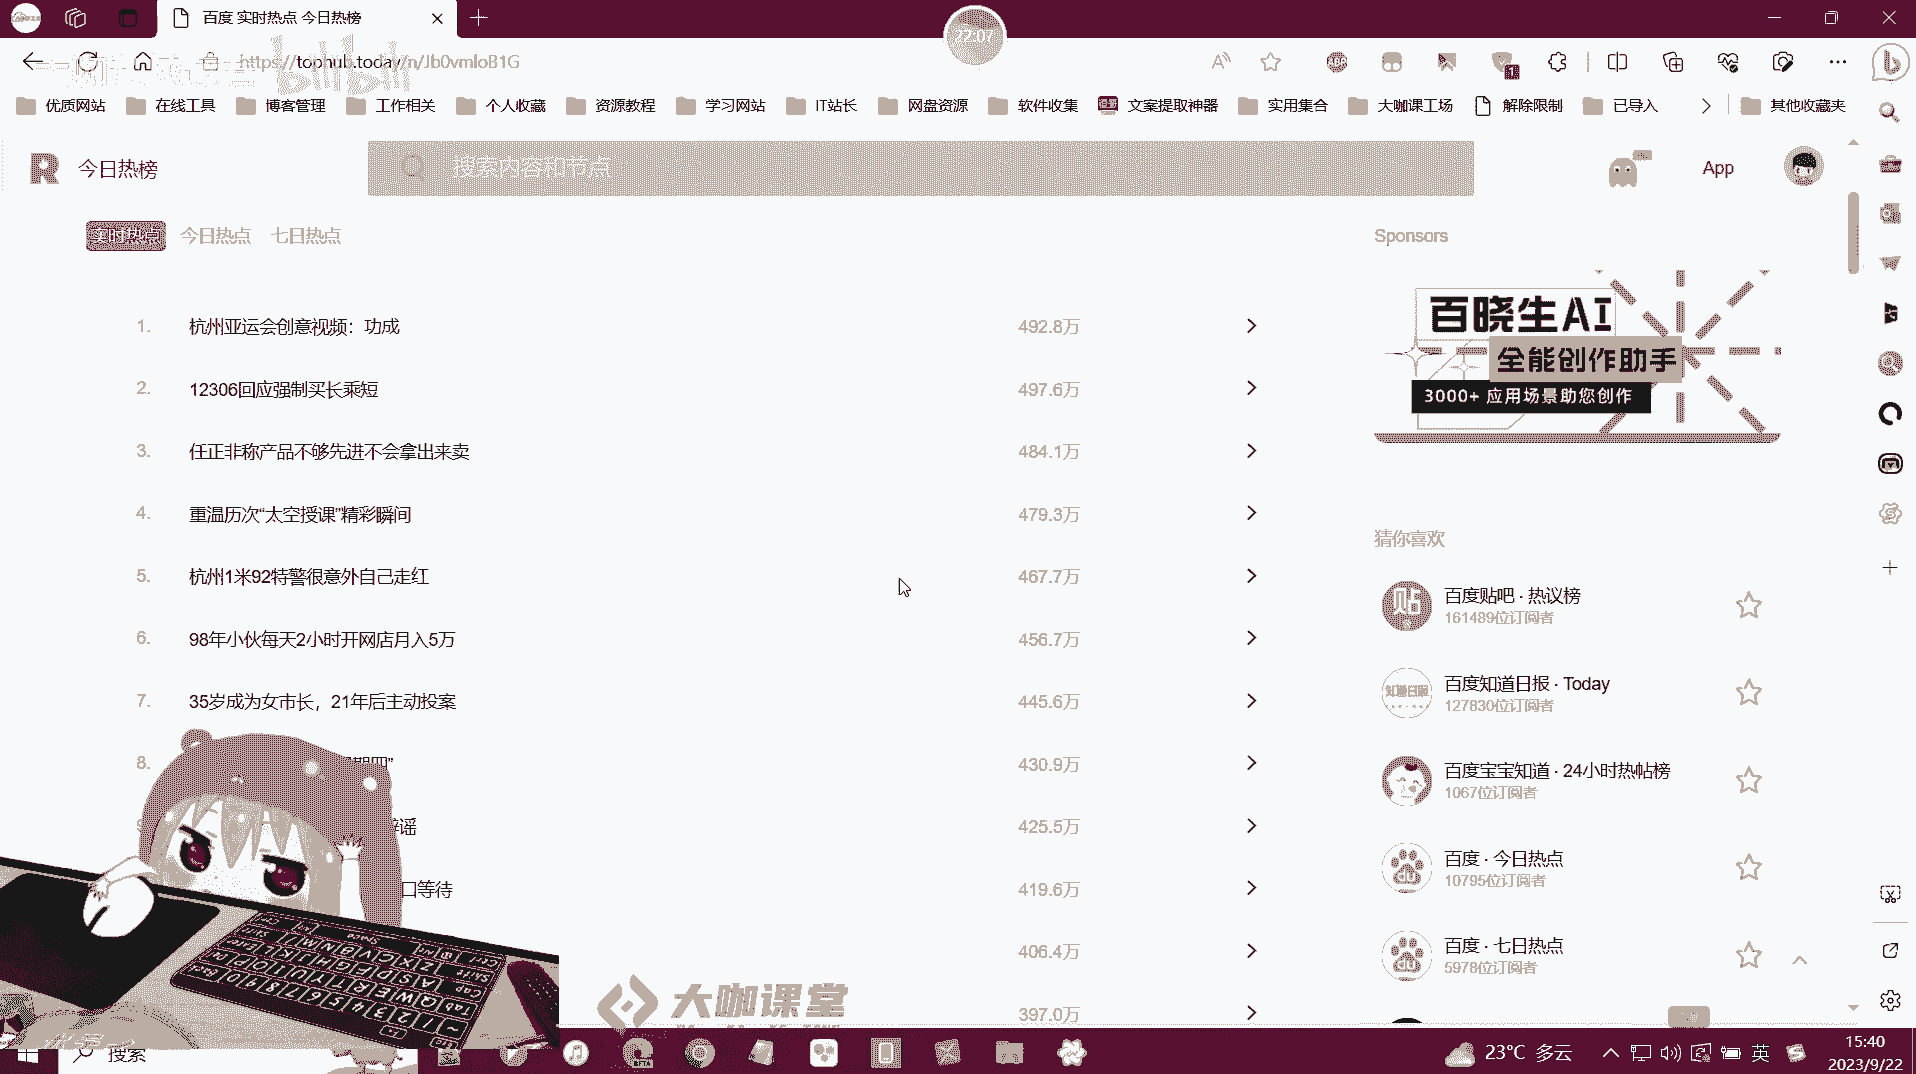 百度 实时热点 今日热榜
22:07
https://tophub.today/n/Jb0vmloB1G
优质网站 在线工具 博客管理 工作相关 个人收藏 资源教程 学习网站 IT站长 网盘资源 软件收集 文案提取神器 实用集合 大咖课工场 解除限制 已导入 其他收藏夹
今日热榜
搜索内容和节点
App
实时热点 今日热点 七日热点
Sponsors
1. 杭州亚运会创意视频：功成 492.8万
2. 12306回应强制买长乘短 497.6万
3. 任正非称产品不够先进不会拿出来卖 484.1万
4. 重温历次“太空授课”精彩瞬间 479.3万
5. 杭州1米92特警很意外自己走红 467.7万
6. 98年小伙每天2小时开网店月入5万 456.7万
7. 35岁成为女市长，21年后主动投案 445.6万
8. 期四” 430.9万
辟谣 425.5万
口等待 419.6万
406.4万
397.0万
百晓生AI
全能创作助手
3000+ 应用场景助您创作
猜你喜欢
百度贴吧 · 热议榜
161489位订阅者
百度知道日报 · Today
127830位订阅者
百度宝宝知道 · 24小时热帖榜
1067位订阅者
百度 · 今日热点
10795位订阅者
百度 · 七日热点
5978位订阅者
大咖课堂
搜索
23°C 多云
英
15:40
2023/9/22